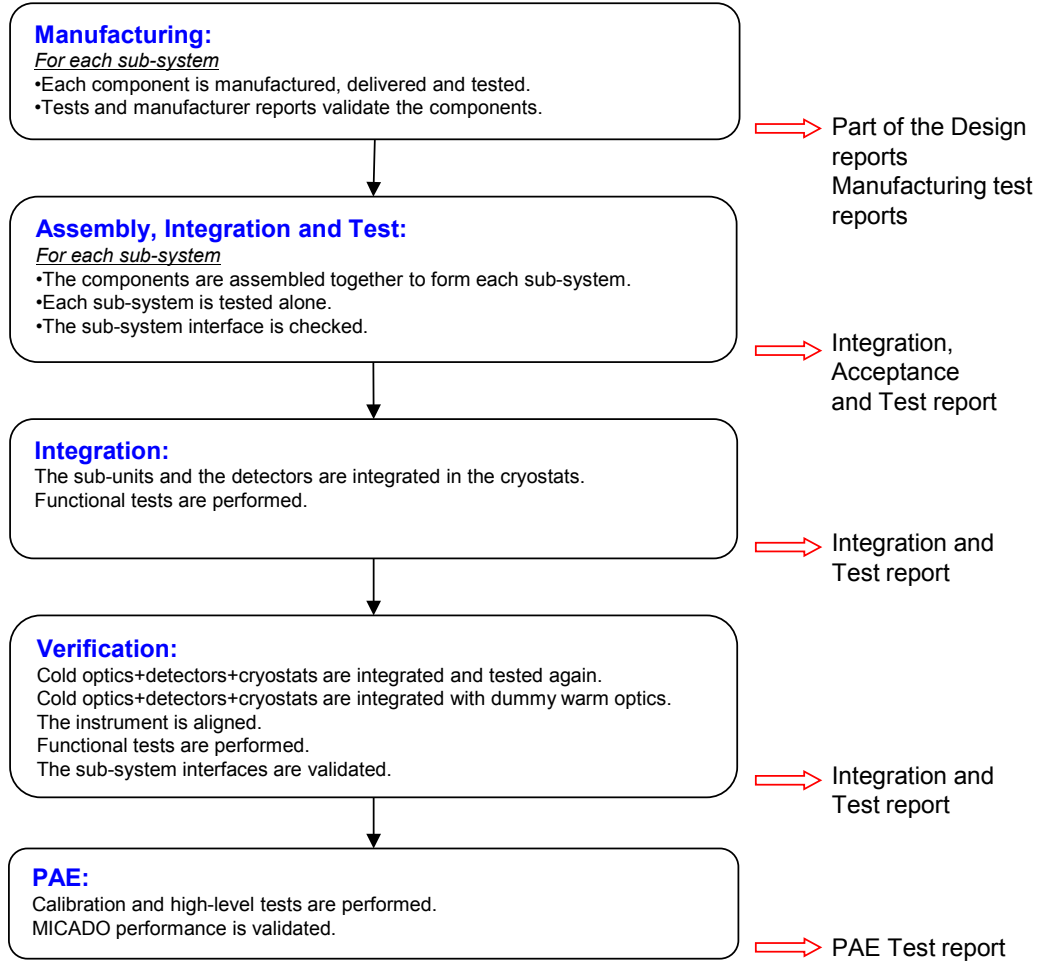 Manufacturing:
For each sub-system
•Each component is manufactured, delivered and tested.
•Tests and manufacturer reports validate the components.
Part of the Design
reports
Manufacturing test
reports
Assembly, Integration and Test:
For each sub-system
•The components are assembled together to form each sub-system.
•Each sub-system is tested alone.
•The sub-system interface is checked.
Integration,
Acceptance
and Test report
Integration:
The sub-units and the detectors are integrated in the cryostats.
Functional tests are performed.
Integration and
Test report
Verification:
Cold optics+detectors+cryostats are integrated and tested again.
Cold optics+detectors+cryostats are integrated with dummy warm optics.
The instrument is aligned.
Functional tests are performed.
The sub-system interfaces are validated.
Integration and
Test report
PAE:
Calibration and high-level tests are performed.
MICADO performance is validated.
PAE Test report